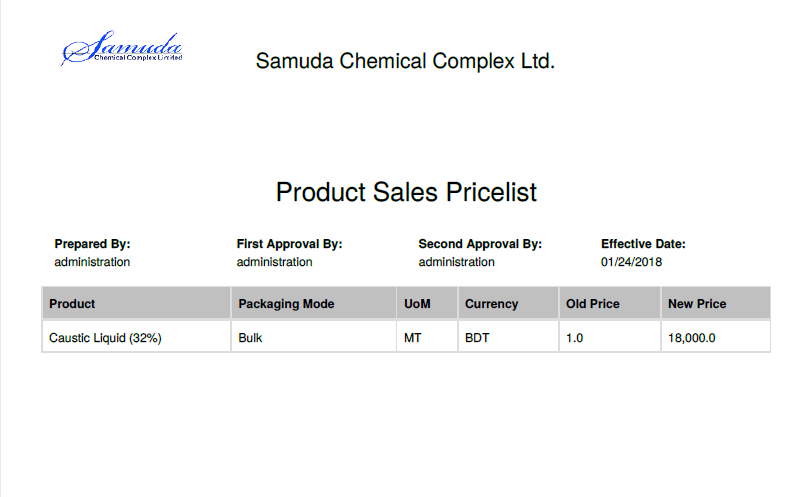 Samuda
Chemical Complex Limited
Samuda Chemical Complex Ltd.
Product Sales Pricelist
Prepared By: First Approval By: Second Approval By: Effective Date:
administration administration administration 01/24/2018
Product Packaging Mode UoM Currency Old Price New Price
Caustic Liquid (32%) Bulk MT BDT 1.0 18,000.0